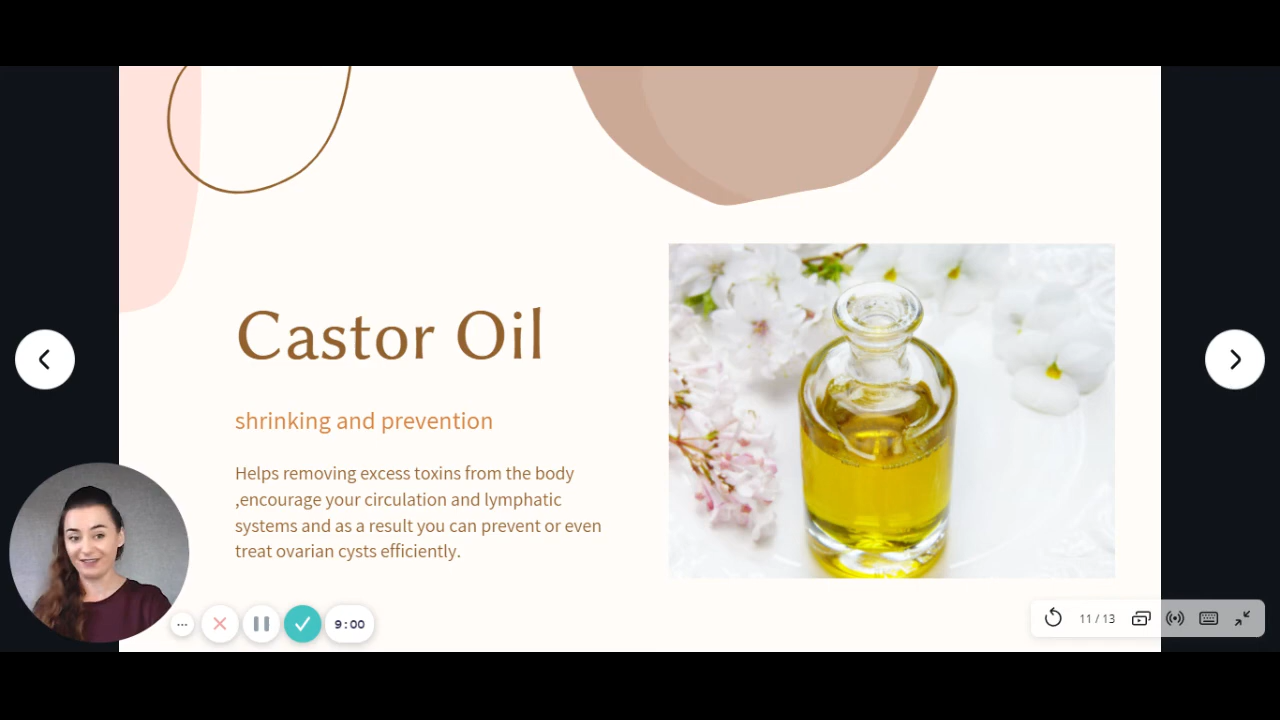 Castor Oil
shrinking and prevention
Helps removing excess toxins from the body
,encourage your circulation and lymphatic
systems and as a result you can prevent or even
treat ovarian cysts efficiently.
9:00
11 / 13